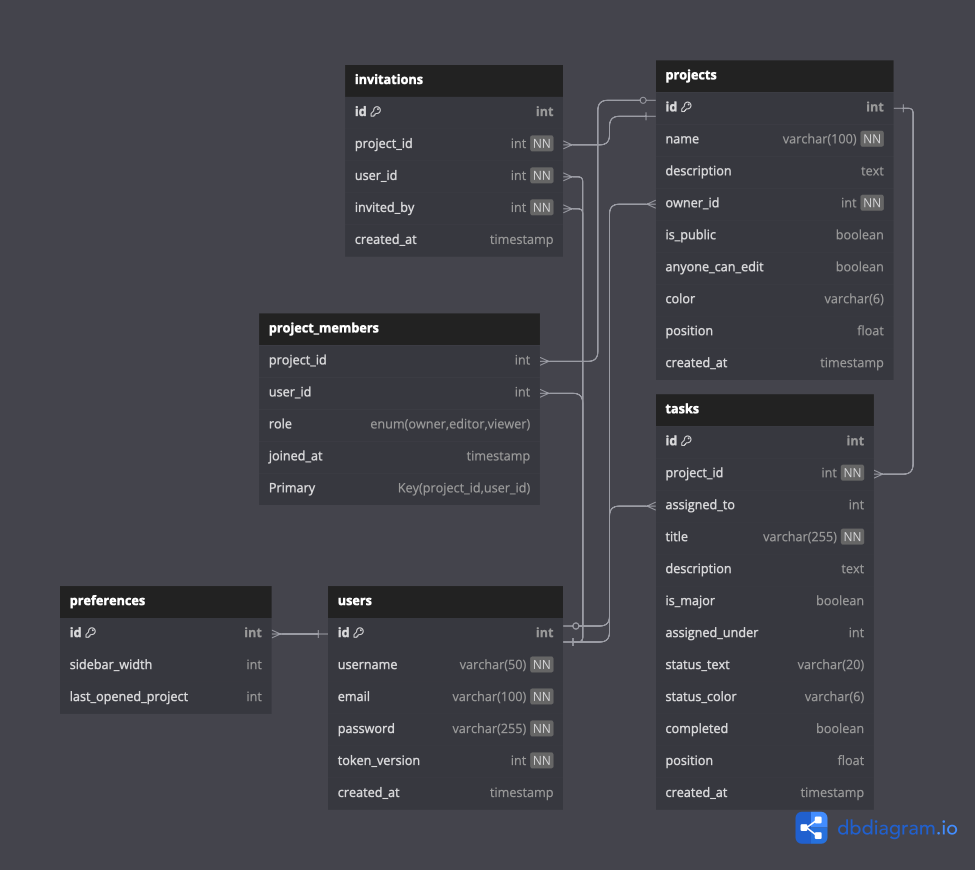 invitations
id int
project_id int NN
user_id int NN
invited_by int NN
created_at timestamp
projects
id int
name varchar(100) NN
description text
owner_id int NN
is_public boolean
anyone_can_edit boolean
color varchar(6)
position float
created_at timestamp
project_members
project_id int
user_id int
role enum(owner,editor,viewer)
joined_at timestamp
Primary Key(project_id,user_id)
tasks
id int
project_id int NN
assigned_to int
title varchar(255) NN
description text
is_major boolean
assigned_under int
status_text varchar(20)
status_color varchar(6)
completed boolean
position float
created_at timestamp
preferences
id int
sidebar_width int
last_opened_project int
users
id int
username varchar(50) NN
email varchar(100) NN
password varchar(255) NN
token_version int NN
created_at timestamp
dbdiagram.io